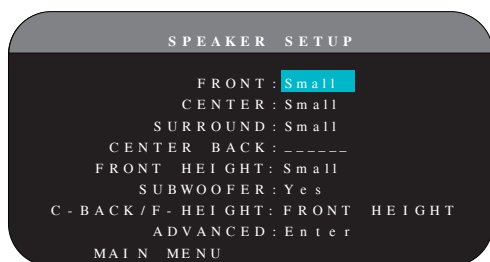 SPEAKER SETUP
FRONT: Small
CENTER: Small
SURROUND: Small
CENTER BACK: ______
FRONT HEIGHT: Small
SUBWOOFER: Yes
C-BACK/F-HEIGHT: FRONT HEIGHT
ADVANCED: Enter
MAIN MENU